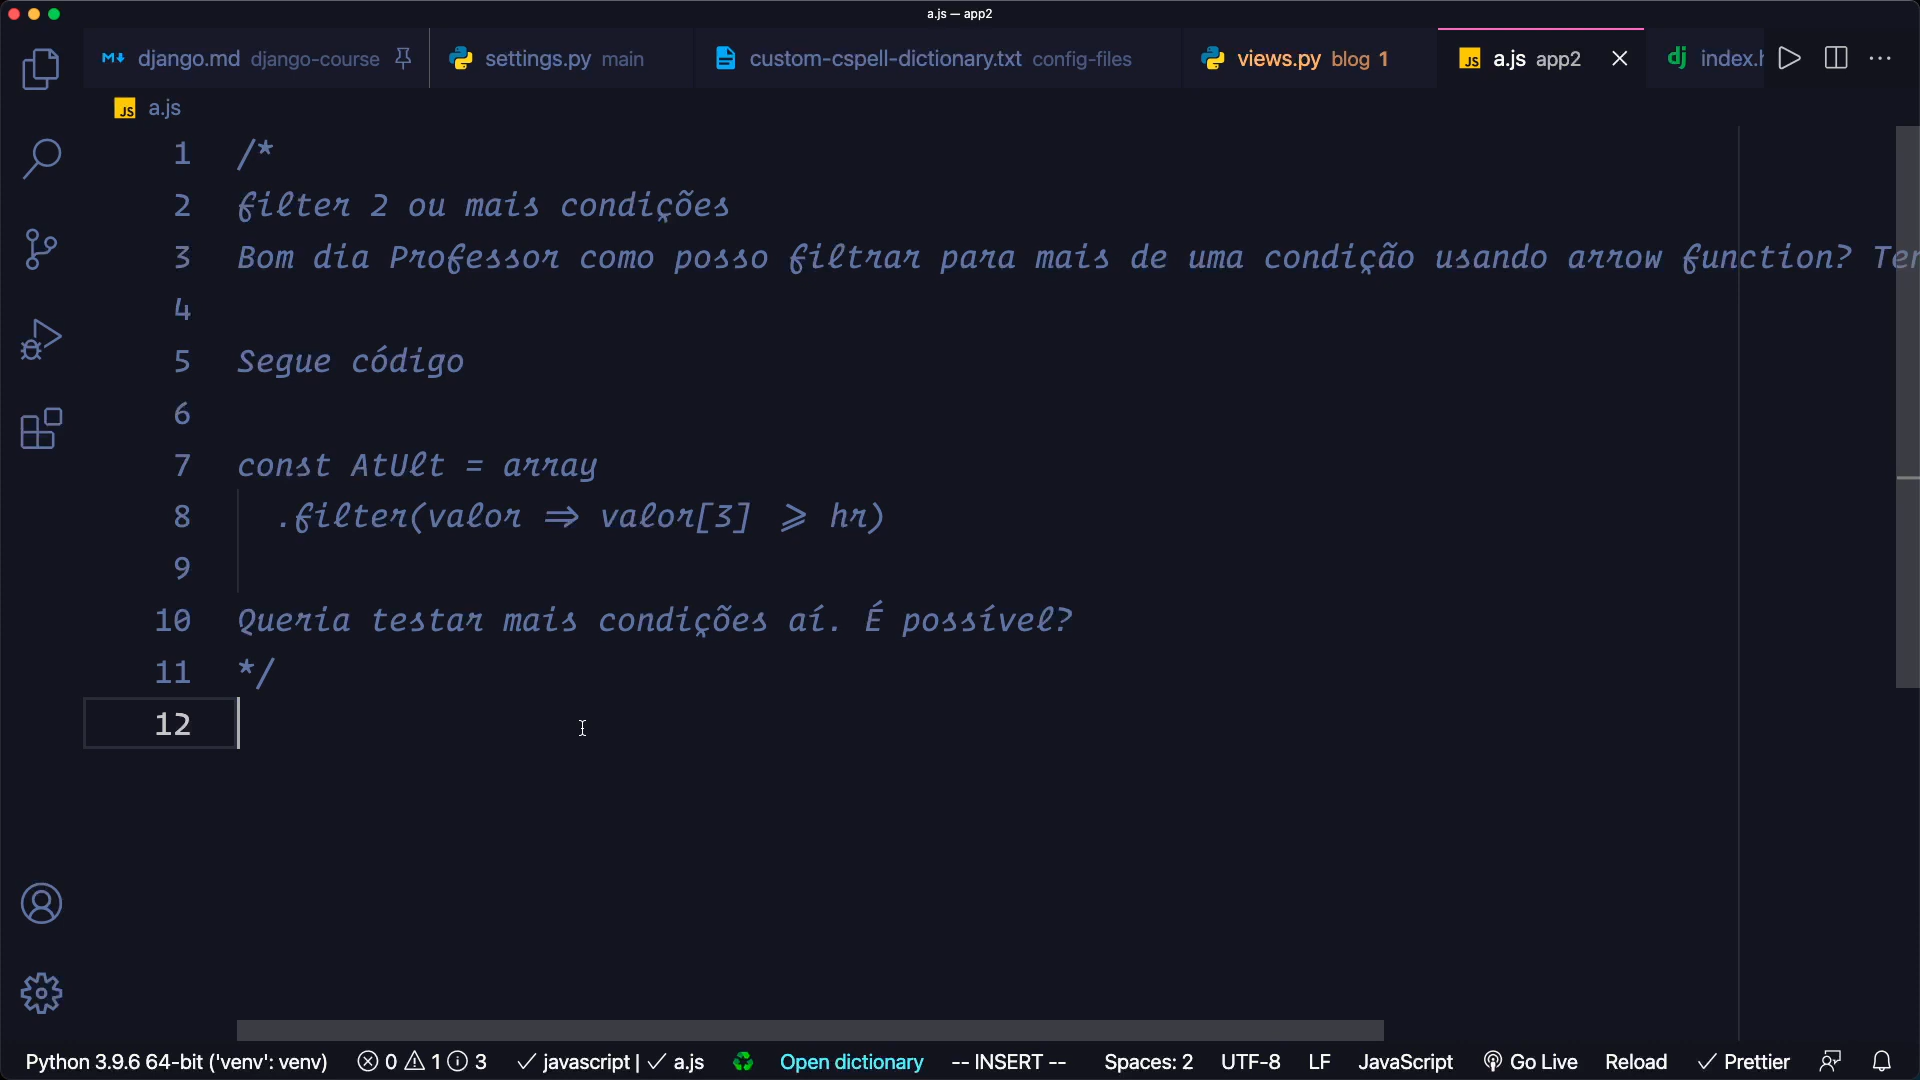 a.js — app2
django.md django-course settings.py main custom-cspell-dictionary.txt config-files views.py blog 1 JS a.js app2 dj index.h
JS a.js
1 /*
2 filter 2 ou mais condições
3 Bom dia Professor como posso filtrar para mais de uma condição usando arrow function? Ten
4
5 Segue código
6
7 const AtUlt = array
8 .filter(valor => valor[3] >= hr)
9
10 Queria testar mais condições aí. É possível?
11 */
12
Python 3.9.6 64-bit ('venv': venv) 0 1 3 ✓ javascript | ✓ a.js Open dictionary -- INSERT -- Spaces: 2 UTF-8 LF JavaScript Go Live Reload ✓ Prettier